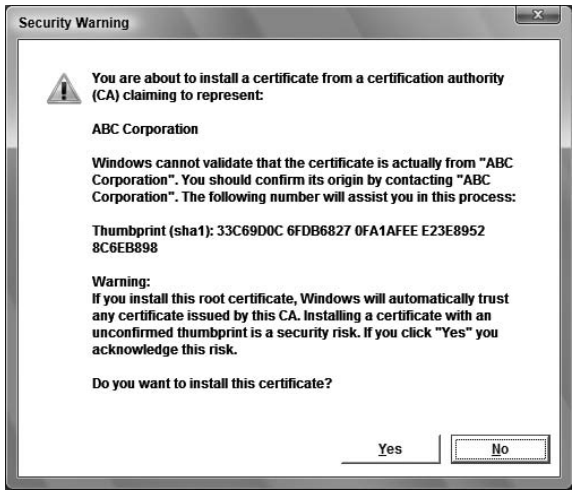 Security Warning
You are about to install a certificate from a certification authority
(CA) claiming to represent:
ABC Corporation
Windows cannot validate that the certificate is actually from "ABC
Corporation". You should confirm its origin by contacting "ABC
Corporation". The following number will assist you in this process:
Thumbprint (sha1): 33C69D0C 6FDB6827 0FA1AFEE E23E8952
8C6EB898
Warning:
If you install this root certificate, Windows will automatically trust
any certificate issued by this CA. Installing a certificate with an
unconfirmed thumbprint is a security risk. If you click "Yes" you
acknowledge this risk.
Do you want to install this certificate?
Yes No